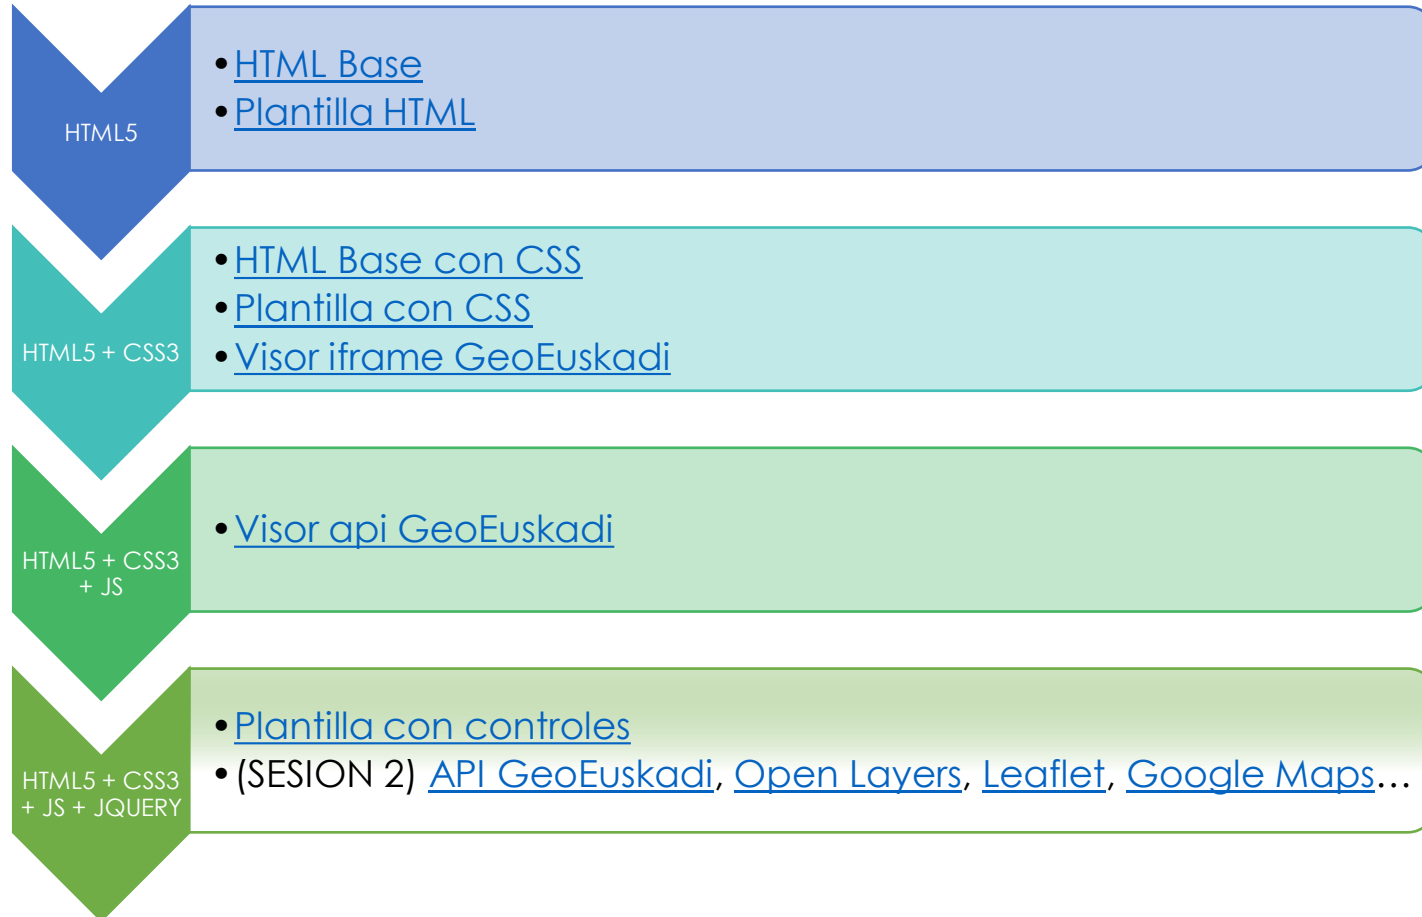 HTML5
•HTML Base
•Plantilla HTML
HTML5 + CSS3
•HTML Base con CSS
•Plantilla con CSS
•Visor iframe GeoEuskadi
HTML5 + CSS3
+ JS
•Visor api GeoEuskadi
HTML5 + CSS3
+ JS + JQUERY
•Plantilla con controles
•(SESION 2) API GeoEuskadi, Open Layers, Leaflet, Google Maps…